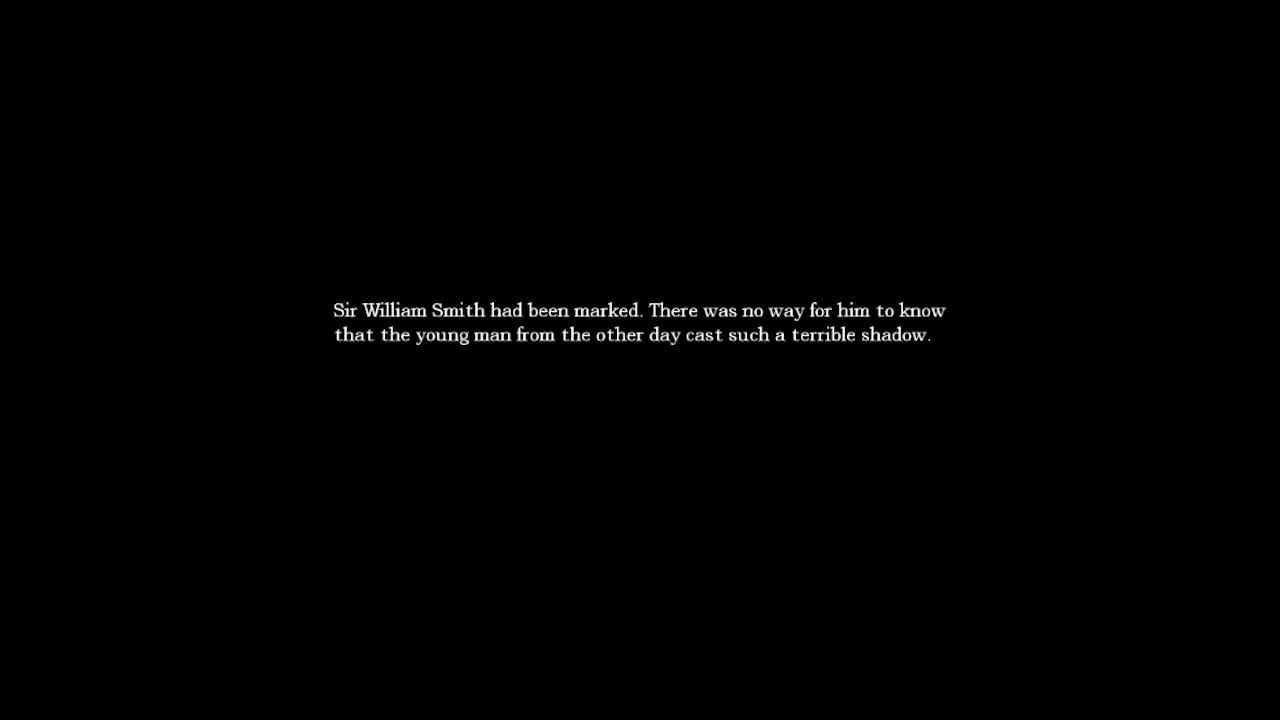 Sir William Smith had been marked. There was no way for him to know
that the young man from the other day cast such a terrible shadow.